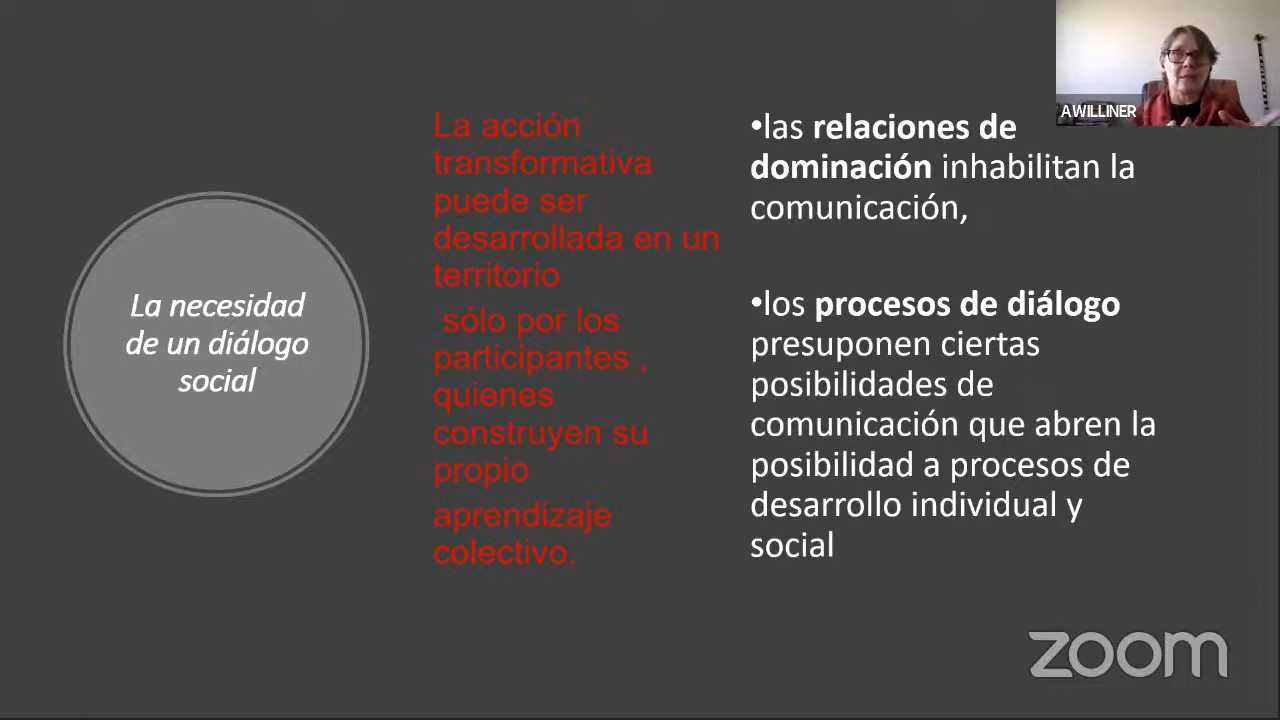 La necesidad
de un diálogo
social
La acción
transformativa
puede ser
desarrollada en un
territorio
sólo por los
participantes ,
quienes
construyen su
propio
aprendizaje
colectivo.
•las relaciones de
dominación inhabilitan la
comunicación,
•los procesos de diálogo
presuponen ciertas
posibilidades de
comunicación que abren la
posibilidad a procesos de
desarrollo individual y
social
AWILLINER
zoom